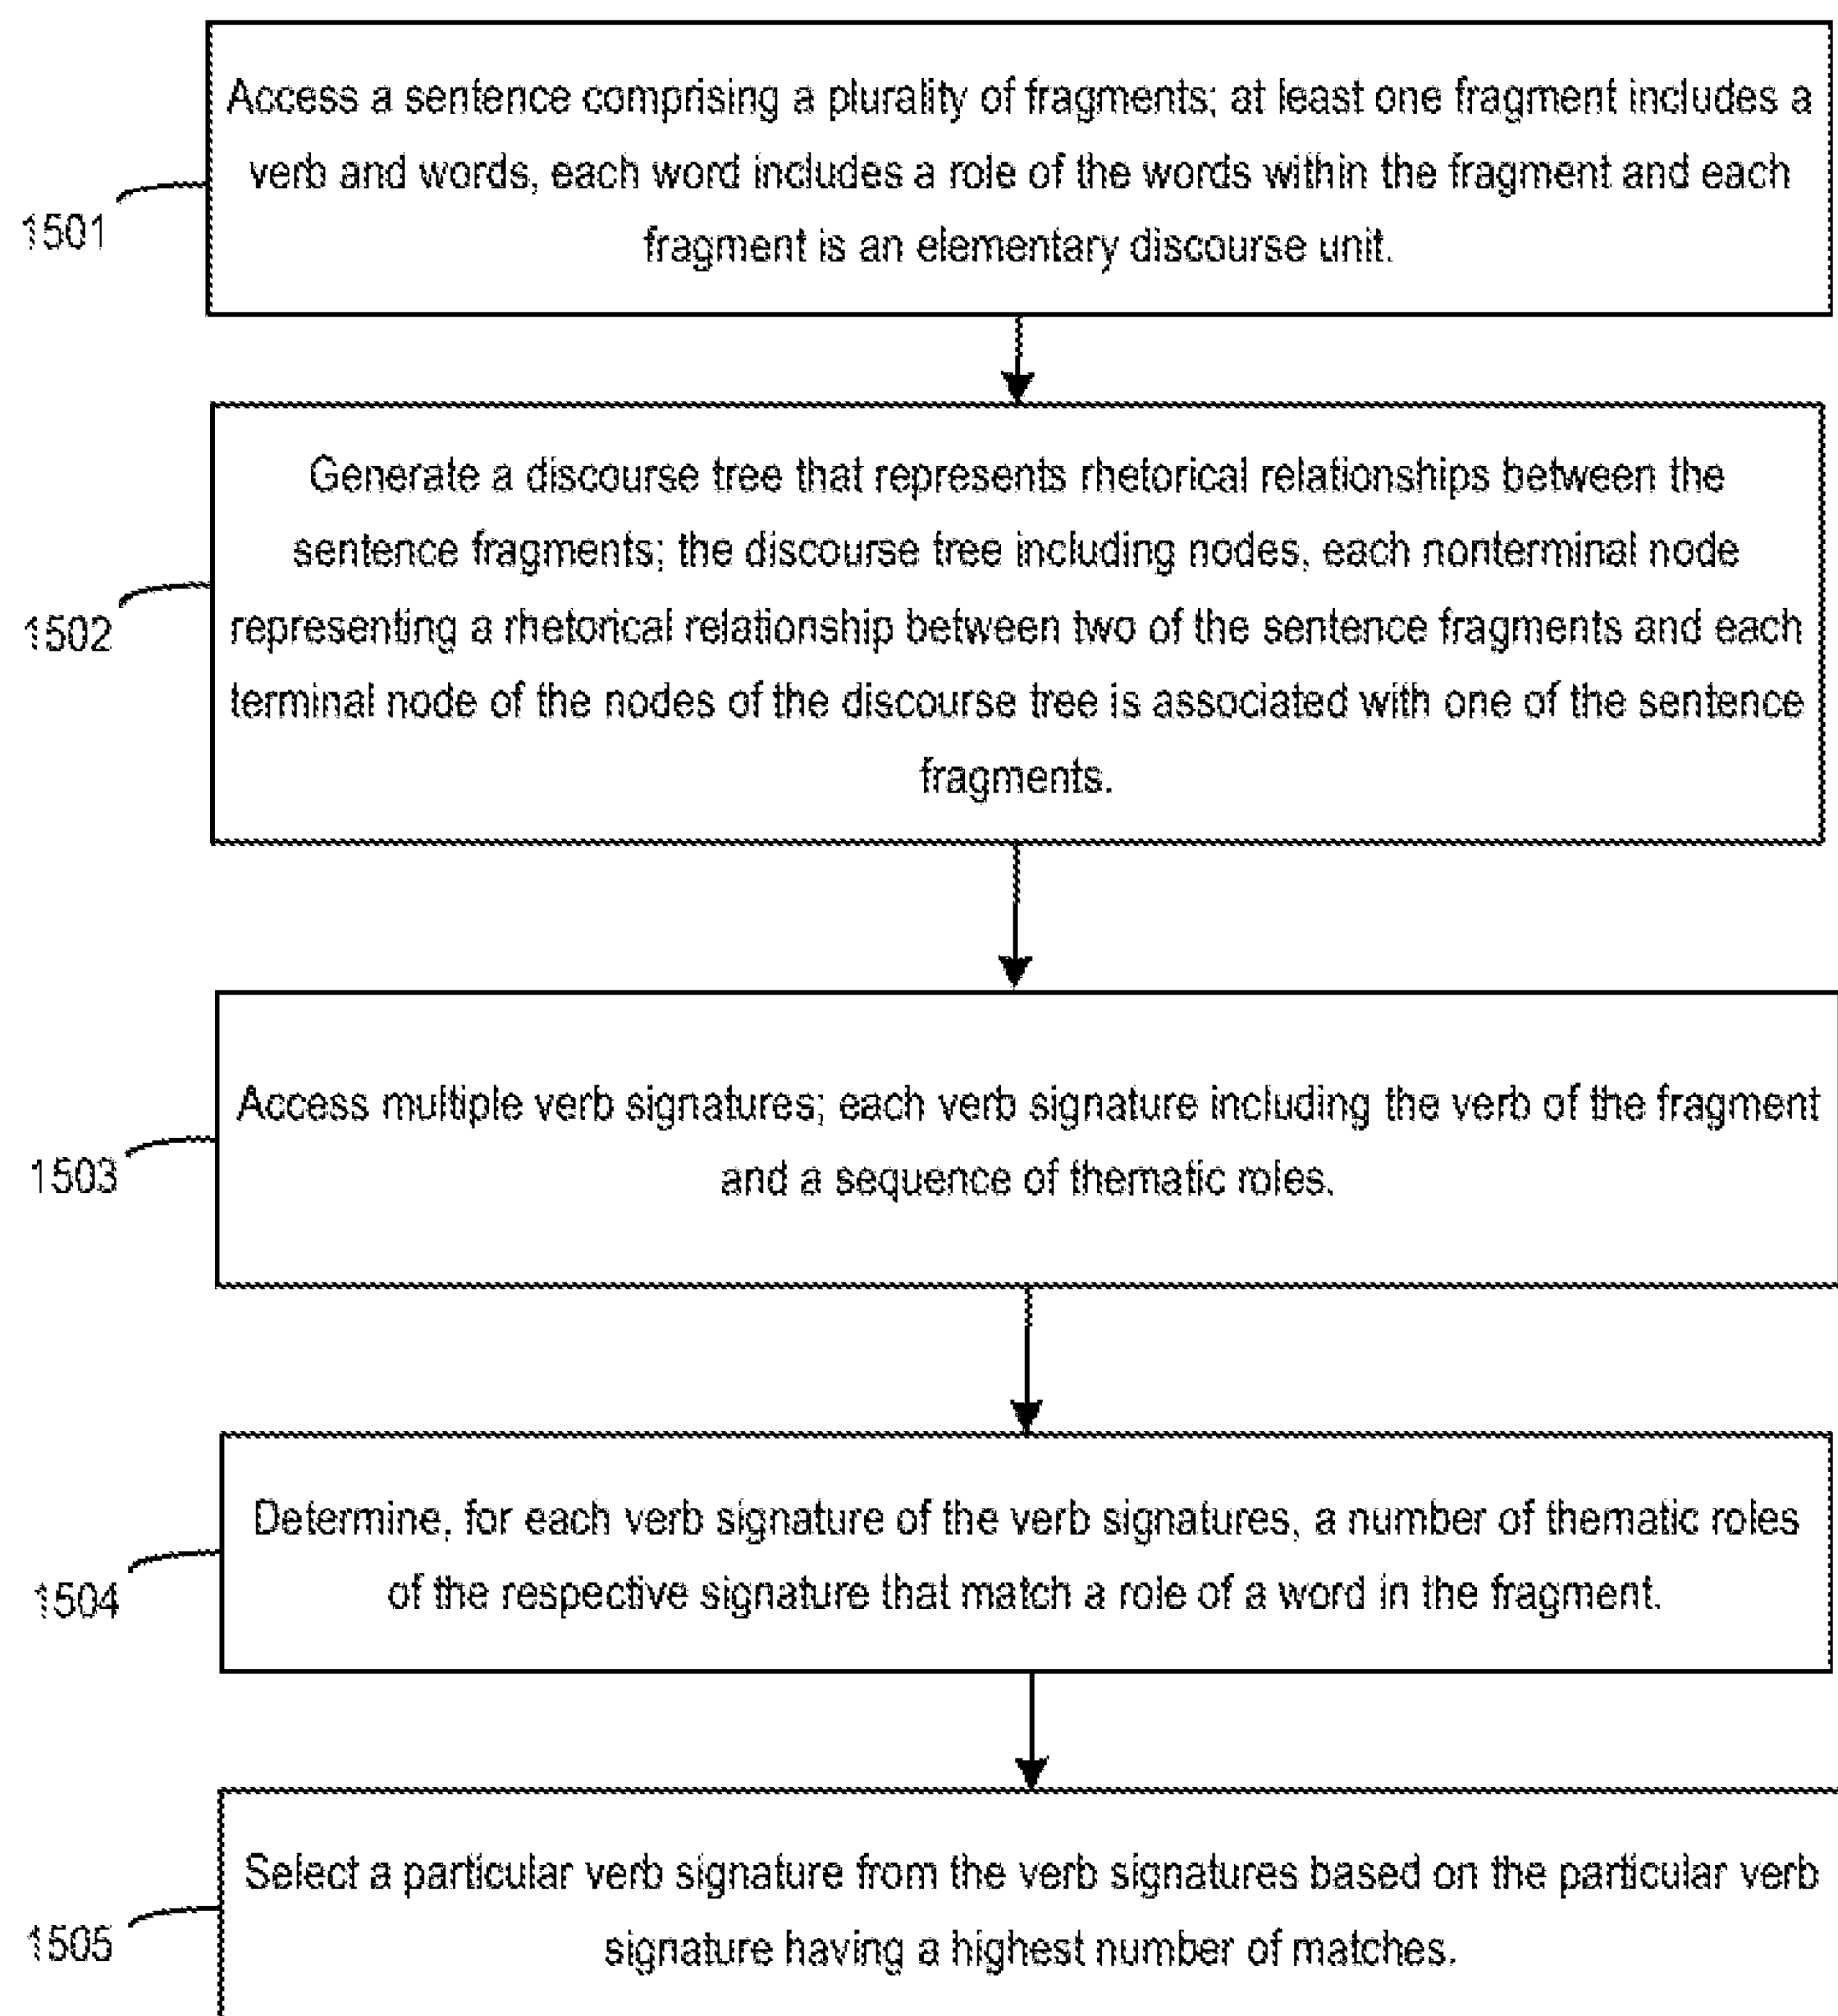 Access a sentence comprising a plurality of fragments; at least one fragment includes a
verb and words, each word includes a role of the words within the fragment and each
fragment is an elementary discourse unit.
1501
Generate a discourse tree that represents rhetorical relationships between the
sentence fragments; the discourse tree including nodes, each nonterminal node
representing a rhetorical relationship between two of the sentence fragments and each
terminal node of the nodes of the discourse tree is associated with one of the sentence
fragments.
1502
Access multiple verb signatures; each verb signature including the verb of the fragment
and a sequence of thematic roles.
1503
Determine, for each verb signature of the verb signatures, a number of thematic roles
of the respective signature that match a role of a word in the fragment.
1504
Select a particular verb signature from the verb signatures based on the particular verb
signature having a highest number of matches.
1505